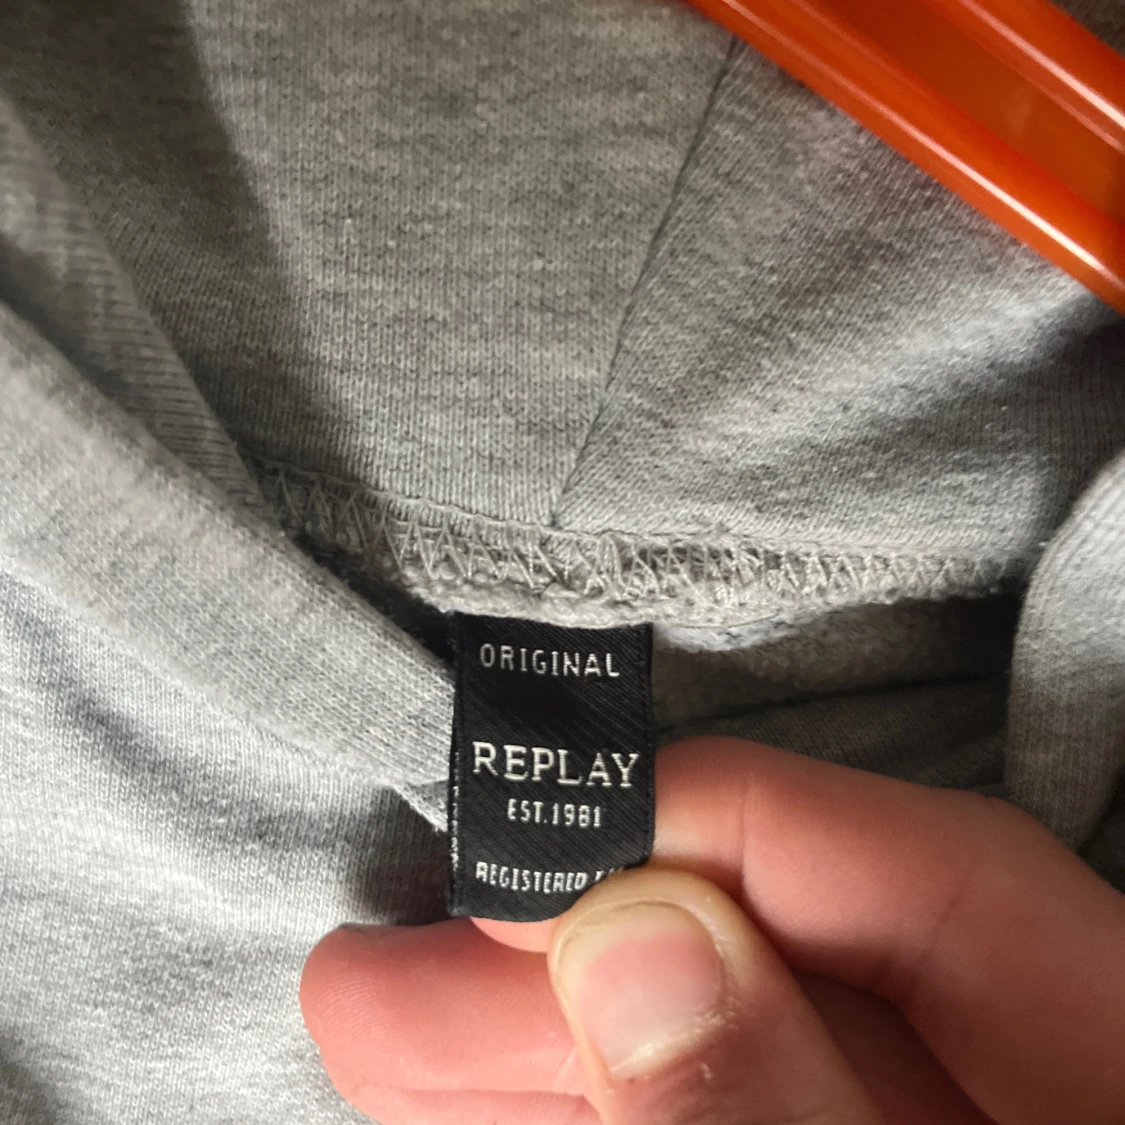 ORIGINAL
REPLAY
EST.1981
REGISTERED